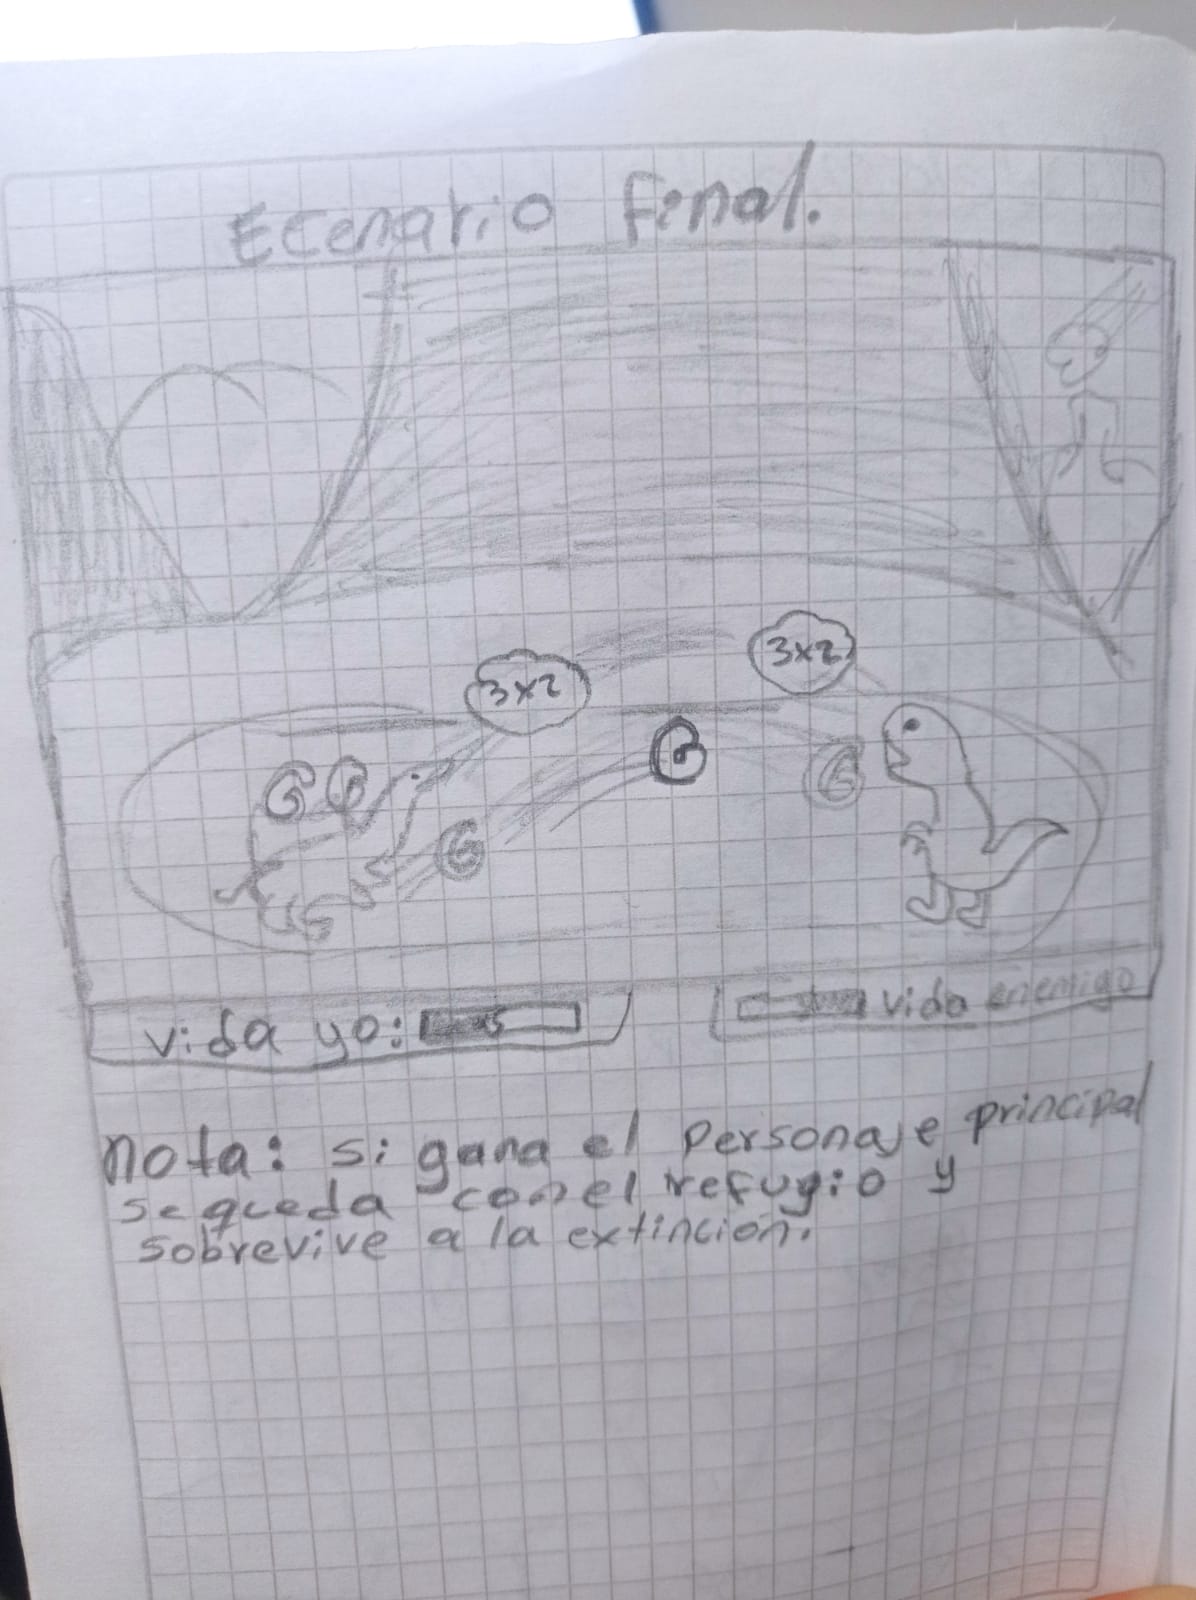 Ecenario Final.
3x2
3x2
G
G G
G
G
vida yo:
vida enemigo
nota: si gana el personaje principal
se queda con el refugio y
sobrevive a la extinción.